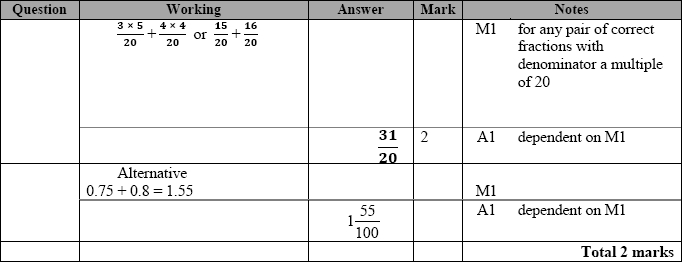 Question Working Answer Mark Notes
3 × 5/20 + 4 × 4/20 or 15/20 + 16/20 M1 for any pair of correct
fractions with
denominator a multiple
of 20
31/20 2 A1 dependent on M1
Alternative
0.75 + 0.8 = 1.55 M1
1 55/100 A1 dependent on M1
Total 2 marks